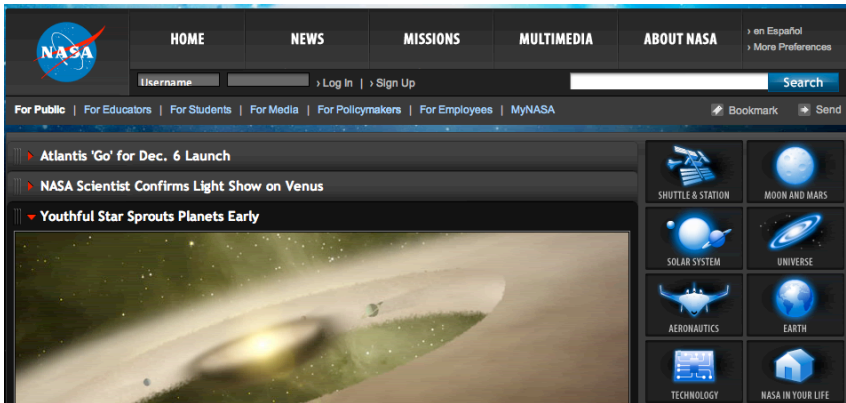 NASA
HOME NEWS MISSIONS MULTIMEDIA ABOUT NASA
› en Español
› More Preferences
Username › Log In | › Sign Up Search
For Public | For Educators | For Students | For Media | For Policymakers | For Employees | MyNASA Bookmark Send
Atlantis 'Go' for Dec. 6 Launch
NASA Scientist Confirms Light Show on Venus
Youthful Star Sprouts Planets Early
SHUTTLE & STATION MOON AND MARS
SOLAR SYSTEM UNIVERSE
AERONAUTICS EARTH
TECHNOLOGY NASA IN YOUR LIFE